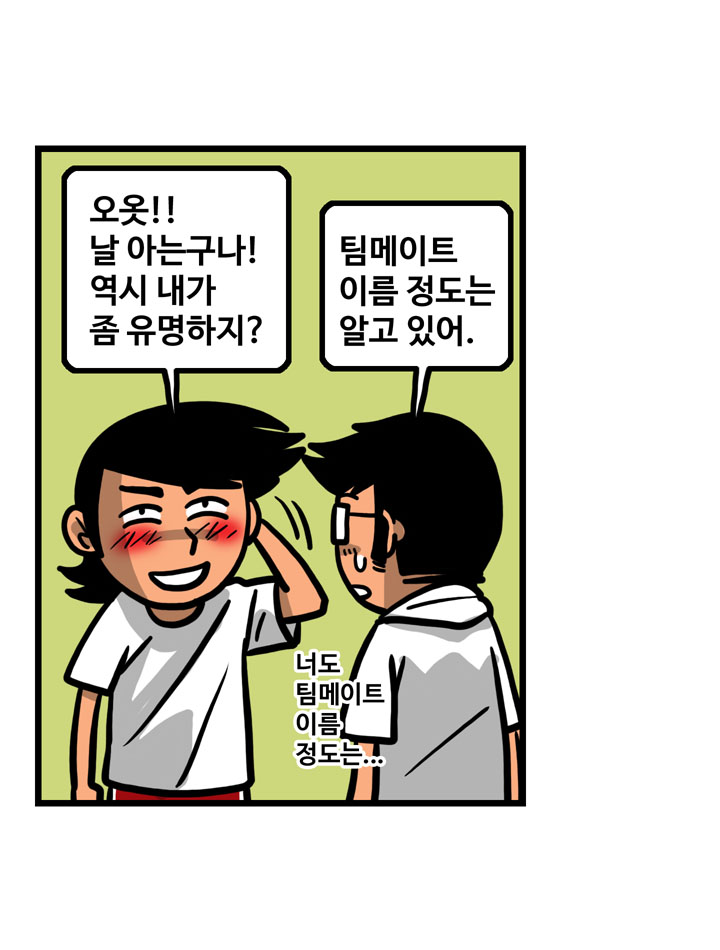 오옷!!
날 아는구나!
역시 내가
좀 유명하지?
팀메이트
이름 정도는
알고 있어.
너도
팀메이트
이름
정도는...